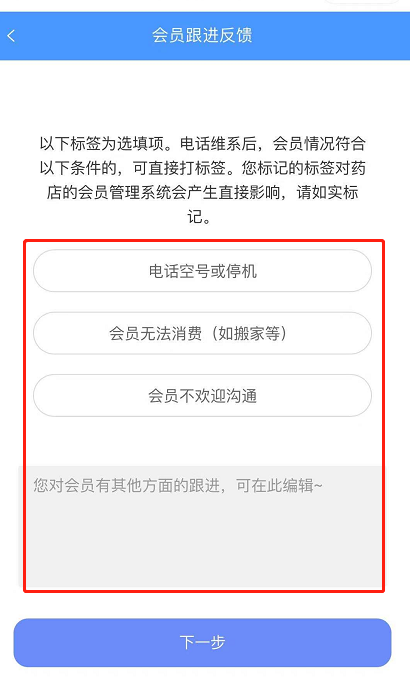 会员跟进反馈
以下标签为选填项。电话维系后，会员情况符合
以下条件的，可直接打标签。您标记的标签对药
店的会员管理系统会产生直接影响，请如实标
记。
电话空号或停机
会员无法消费（如搬家等）
会员不欢迎沟通
您对会员有其他方面的跟进，可在此编辑~
下一步